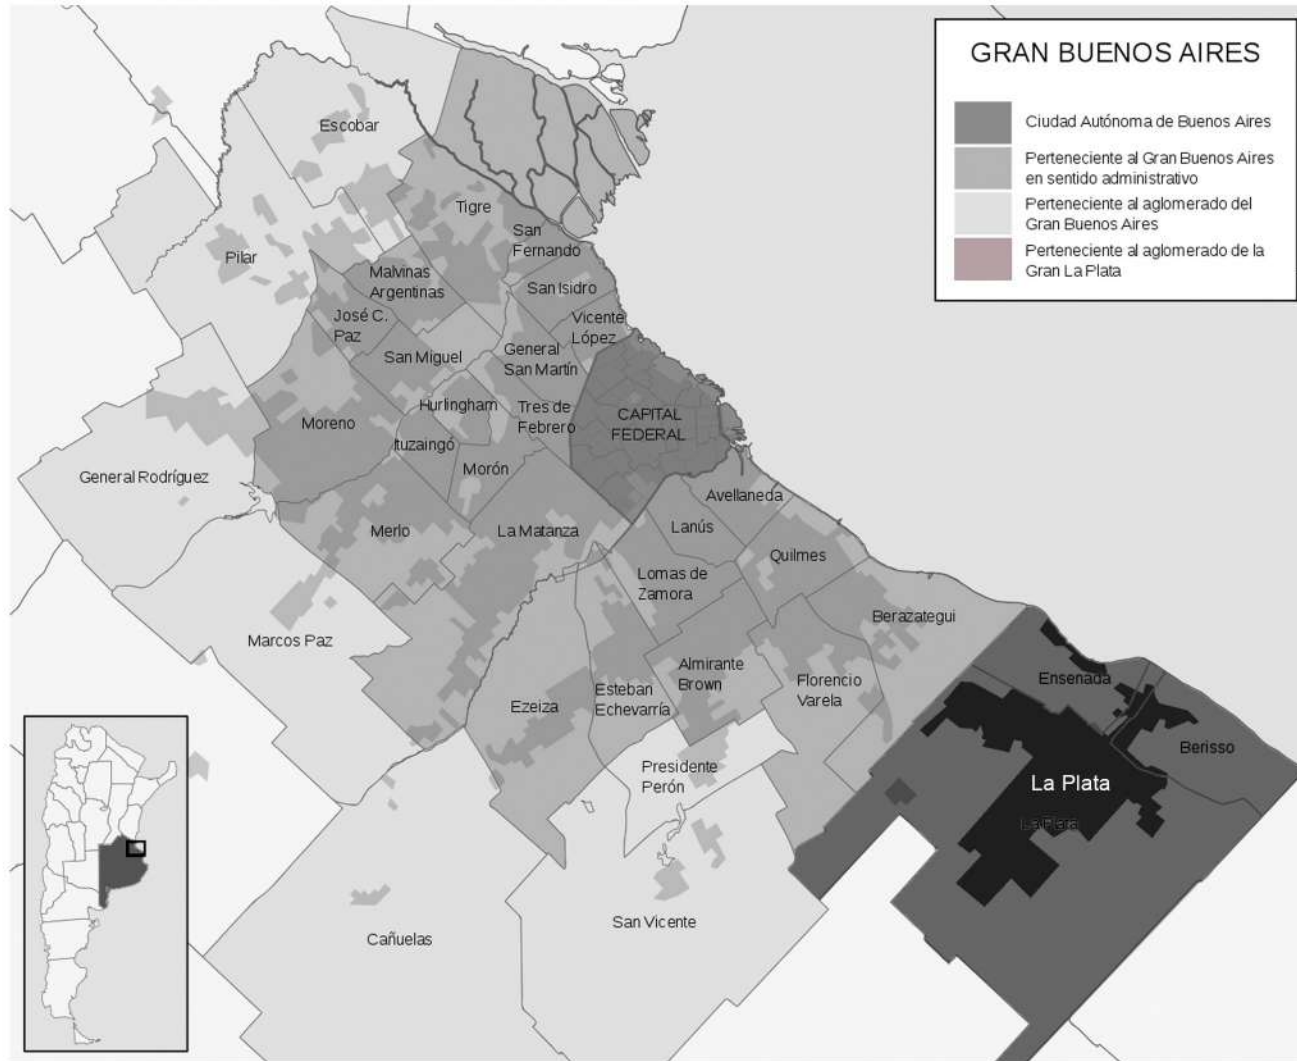 GRAN BUENOS AIRES
Ciudad Autónoma de Buenos Aires
Perteneciente al Gran Buenos Aires
en sentido administrativo
Perteneciente al aglomerado del
Gran Buenos Aires
Perteneciente al aglomerado de la
Gran La Plata
Escobar
Tigre
San
Fernando
Pilar
Malvinas
Argentinas
San Isidro
José C.
Paz
Vicente
López
San Miguel
General
San Martín
Hurlingham
Tres de
Febrero
CAPITAL
FEDERAL
Moreno
Ituzaingó
Morón
General Rodríguez
Avellaneda
Merlo
La Matanza
Lanús
Quilmes
Lomas de
Zamora
Marcos Paz
Berazategui
Almirante
Brown
Ezeiza
Esteban
Echevarría
Florencio
Varela
Ensenada
Berisso
Presidente
Perón
La Plata
La Plara
San Vicente
Cañuelas